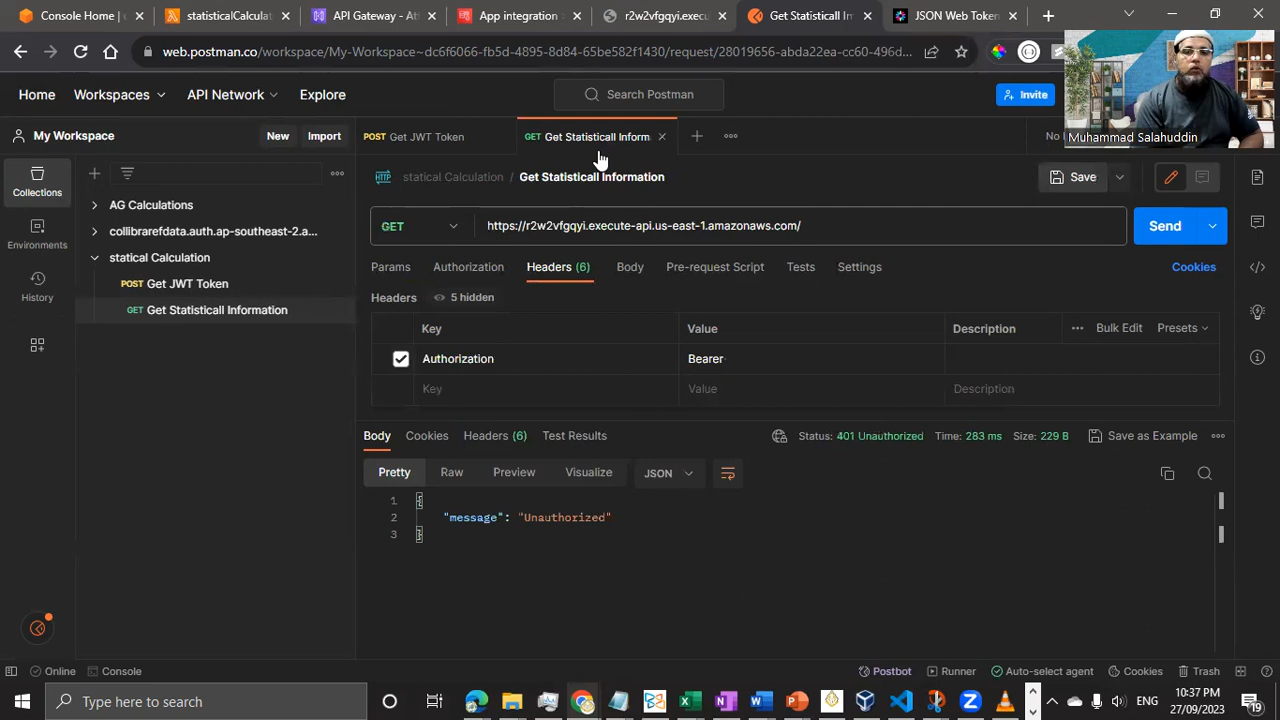 Console Home | A
statisticalCalcula
API Gateway - At
App integration >
r2w2vfgqyi.execu
Get Statisticall In
JSON Web Token
web.postman.co/workspace/My-Workspace~dc6f6066-fb3d-4895-8d84-65be582f1430/request/28019656-abda22ea-cc60-496d...
Home
Workspaces
API Network
Explore
Search Postman
Invite
Muhammad Salahuddin
My Workspace
New
Import
POST Get JWT Token
GET Get Statisticall Inform
Collections
Environments
History
AG Calculations
collibrarefdata.auth.ap-southeast-2.a...
statical Calculation
POST Get JWT Token
GET Get Statisticall Information
HTTP statical Calculation / Get Statisticall Information
Save
GET https://r2w2vfgqyi.execute-api.us-east-1.amazonaws.com/
Send
Params Authorization Headers (6) Body Pre-request Script Tests Settings Cookies
Headers 5 hidden
Key Value Description Bulk Edit Presets
Authorization Bearer
Key Value Description
Body Cookies Headers (6) Test Results
Status: 401 Unauthorized Time: 283 ms Size: 229 B Save as Example
Pretty Raw Preview Visualize JSON
1 {
2 "message": "Unauthorized"
3 }
Online Console Postbot Runner Auto-select agent Cookies Trash
Type here to search
ENG
10:37 PM
27/09/2023
19